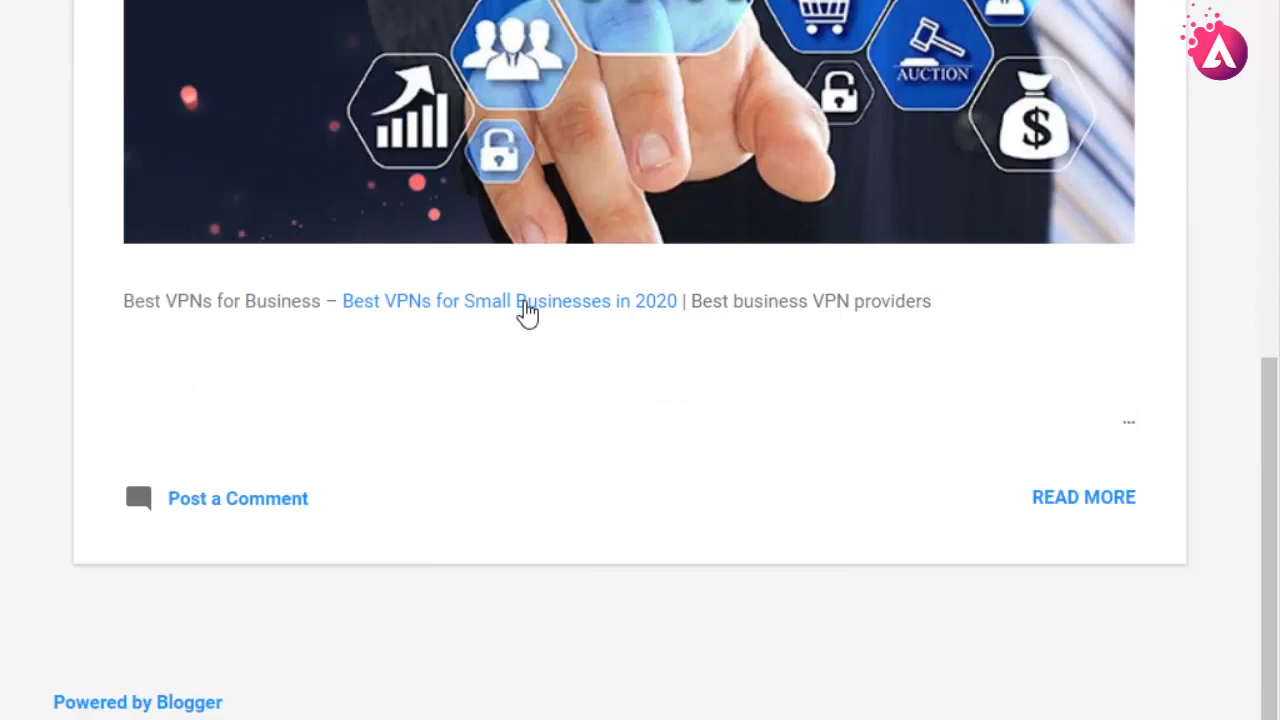 AUCTION
$
Best VPNs for Business – Best VPNs for Small Businesses in 2020 | Best business VPN providers
...
Post a Comment
READ MORE
Powered by Blogger